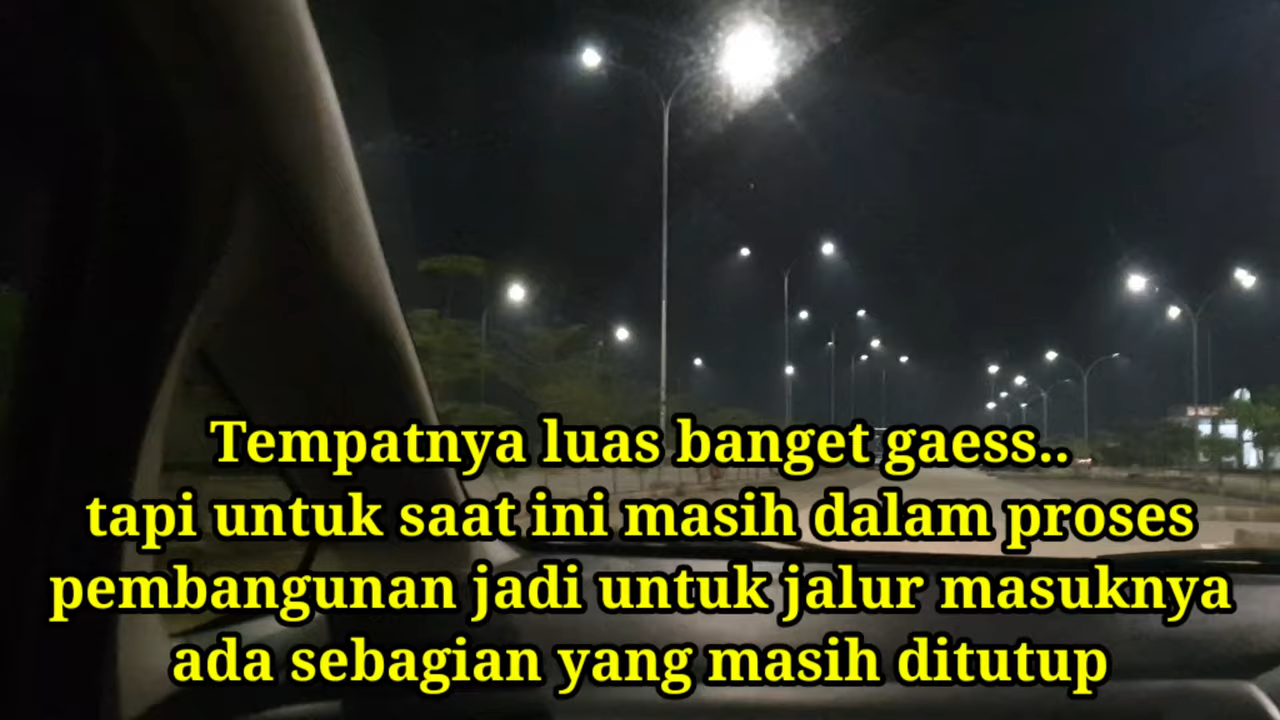 Tempatnya luas banget gaess..
tapi untuk saat ini masih dalam proses
pembangunan jadi untuk jalur masuknya
ada sebagian yang masih ditutup